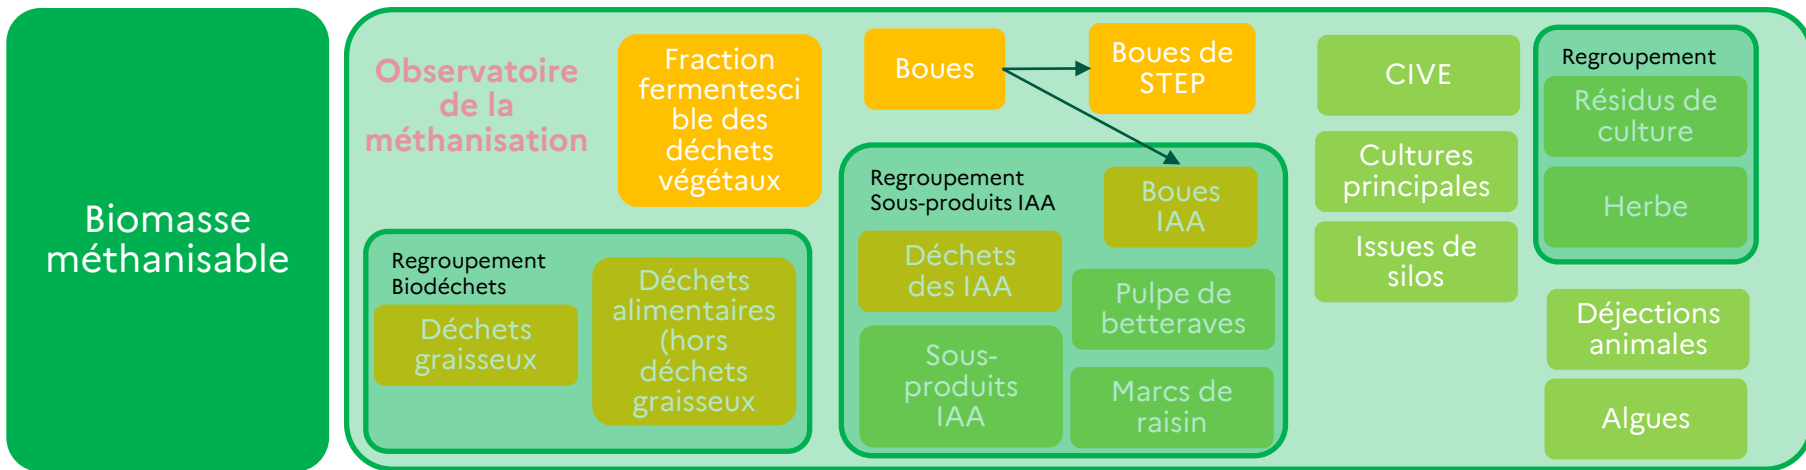 Biomasse
méthanisable
Observatoire
de la
méthanisation
Fraction
fermentesci
ble des
déchets
végétaux
Boues
Boues de
STEP
Regroupement
Biodéchets
Déchets
graisseux
Déchets
alimentaires
(hors
déchets
graisseux
Regroupement
Sous-produits IAA
Boues
IAA
Déchets
des IAA
Pulpe de
betteraves
Sous-
produits
IAA
Marcs de
raisin
CIVE
Cultures
principales
Issues de
silos
Regroupement
Résidus de
culture
Herbe
Déjections
animales
Algues